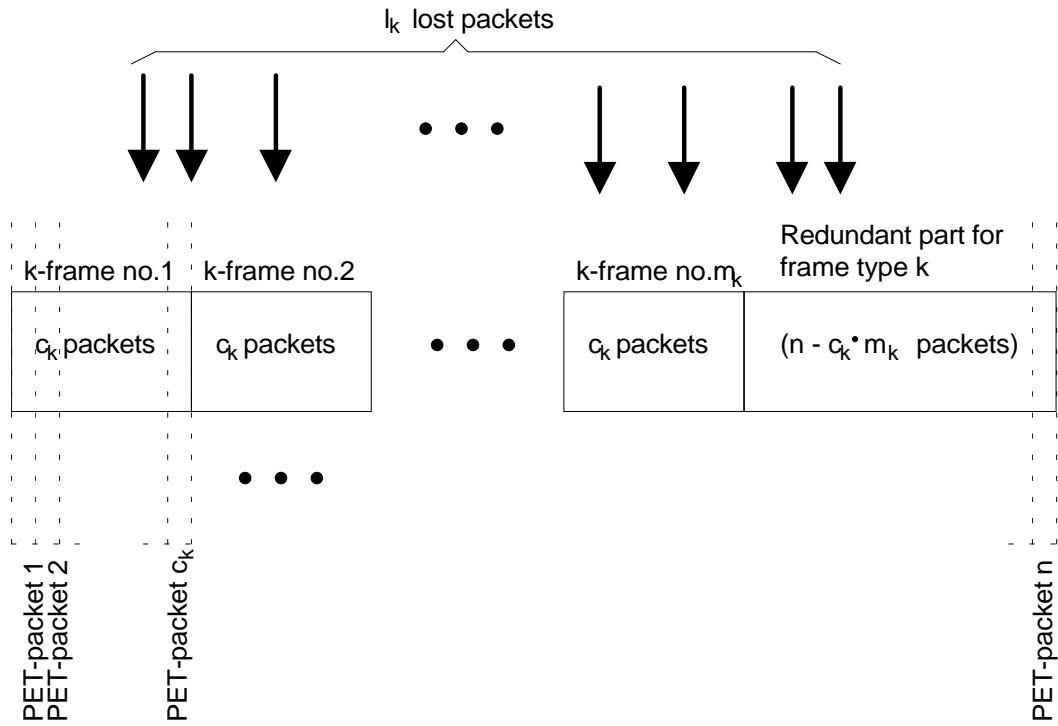 l_k lost packets
Redundant part for
frame type k
k-frame no.1
k-frame no.2
k-frame no.m_k
c_k packets
c_k packets
c_k packets
(n - c_k • m_k packets)
PET-packet 1
PET-packet 2
PET-packet c_k
PET-packet n